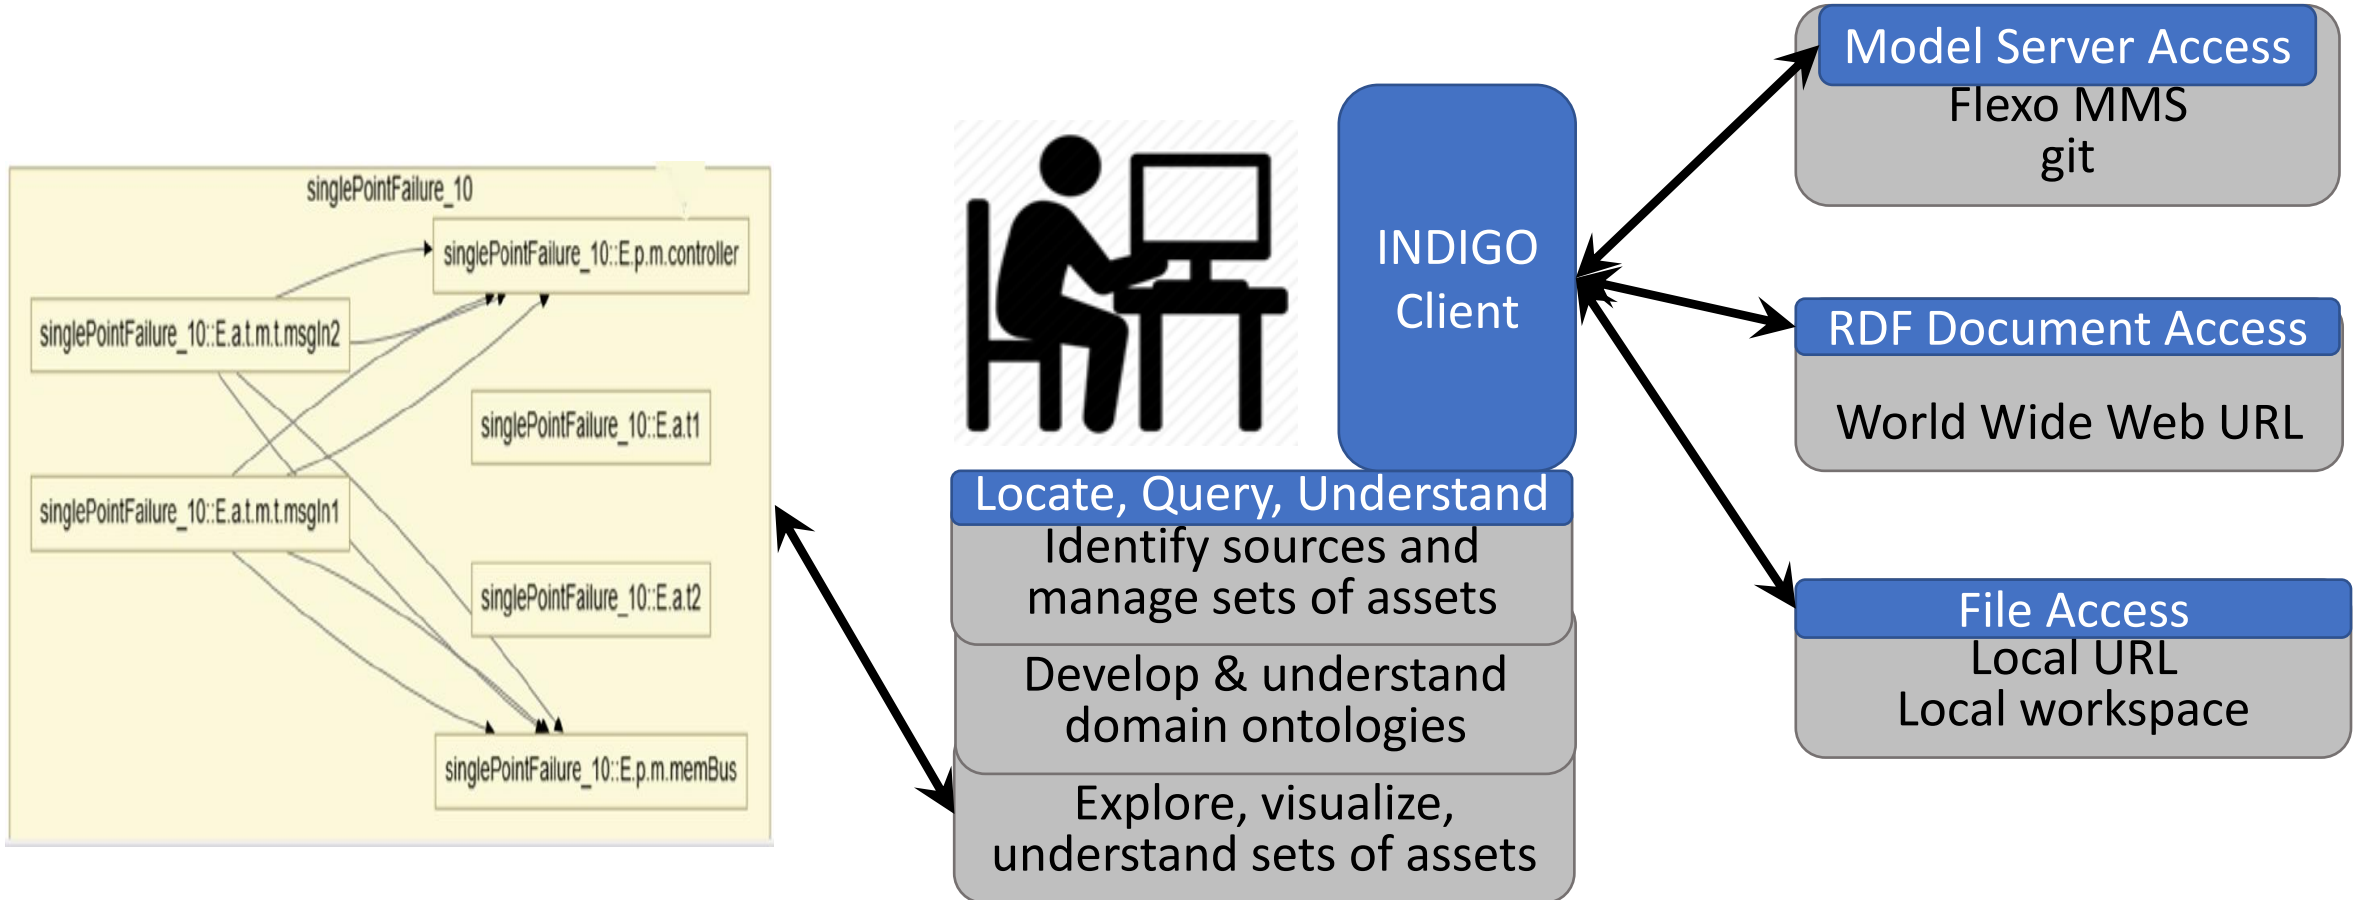 singlePointFailure_10
singlePointFailure_10::E.p.m.controller
singlePointFailure_10::E.a.t.m.t.msgIn2
singlePointFailure_10::E.a.t1
singlePointFailure_10::E.a.t.m.t.msgIn1
singlePointFailure_10::E.a.t2
singlePointFailure_10::E.p.m.memBus
INDIGO
Client
Locate, Query, Understand
Identify sources and
manage sets of assets
Develop & understand
domain ontologies
Explore, visualize,
understand sets of assets
Model Server Access
Flexo MMS
git
RDF Document Access
World Wide Web URL
File Access
Local URL
Local workspace